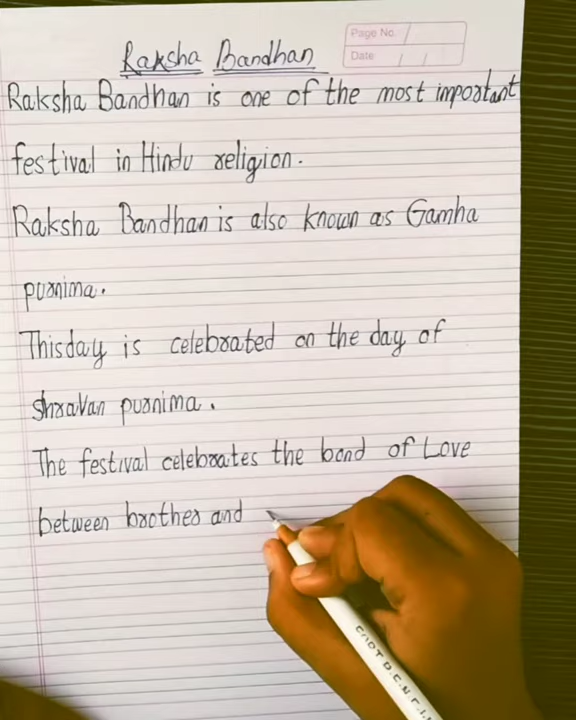 Page No.
Date
Raksha Bandhan
Raksha Bandhan is one of the most important
festival in Hindu religion.
Raksha Bandhan is also known as Gamha
purnima.
This day is celebrated on the day of
Shravan purnima.
The festival celebrates the bond of Love
between brother and